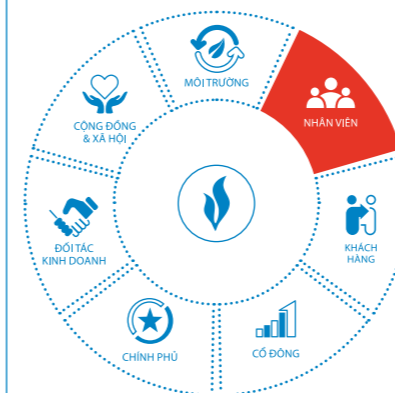 MÔI TRƯỜNG
NHÂN VIÊN
KHÁCH
HÀNG
CỔ ĐÔNG
CHÍNH PHỦ
ĐỐI TÁC
KINH DOANH
CỘNG ĐỒNG
& XÃ HỘI